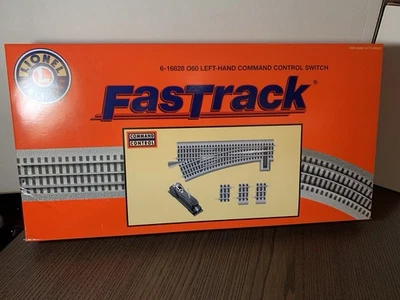 6-16828 O60 LEFT-HAND COMMAND CONTROL SWITCH
LIONEL
L
FASTRACK®
COMMAND
CONTROL